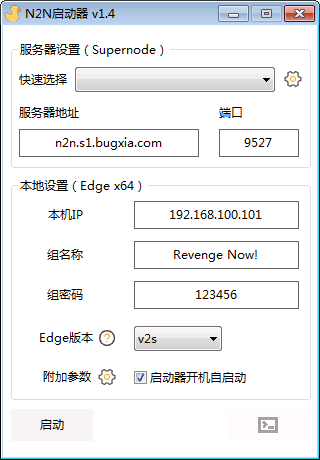 N2N启动器 v1.4
服务器设置 ( Supernode )
快速选择
服务器地址 端口
n2n.s1.bugxia.com 9527
本地设置 ( Edge x64 )
本机IP 192.168.100.101
组名称 Revenge Now!
组密码 123456
Edge版本 ? v2s
附加参数 启动器开机自启动
启动